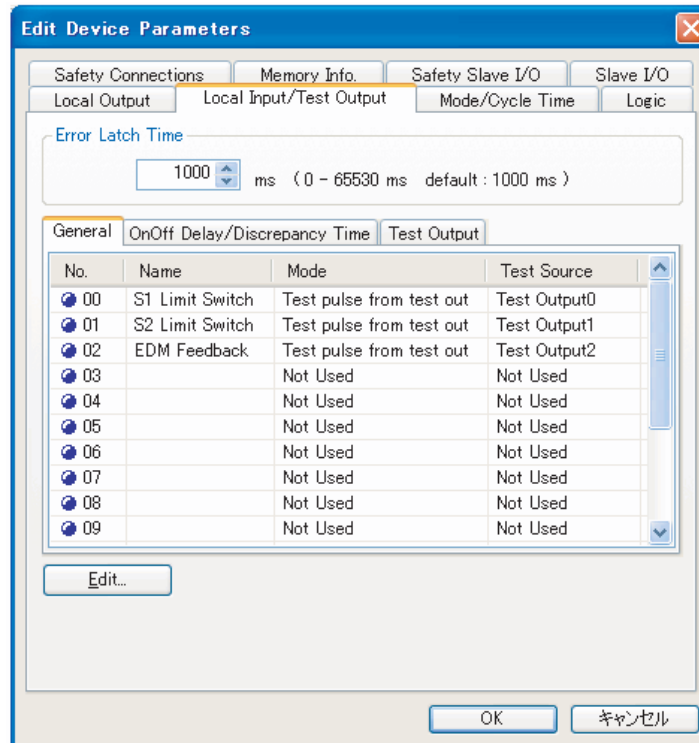 Edit Device Parameters
Safety Connections Memory Info. Safety Slave I/O Slave I/O
Local Output Local Input/Test Output Mode/Cycle Time Logic
Error Latch Time
1000 ms ( 0 - 65530 ms default : 1000 ms )
General OnOff Delay/Discrepancy Time Test Output
No. Name Mode Test Source
00 S1 Limit Switch Test pulse from test out Test Output0
01 S2 Limit Switch Test pulse from test out Test Output1
02 EDM Feedback Test pulse from test out Test Output2
03 Not Used Not Used
04 Not Used Not Used
05 Not Used Not Used
06 Not Used Not Used
07 Not Used Not Used
08 Not Used Not Used
09 Not Used Not Used
Edit...
OK キャンセル